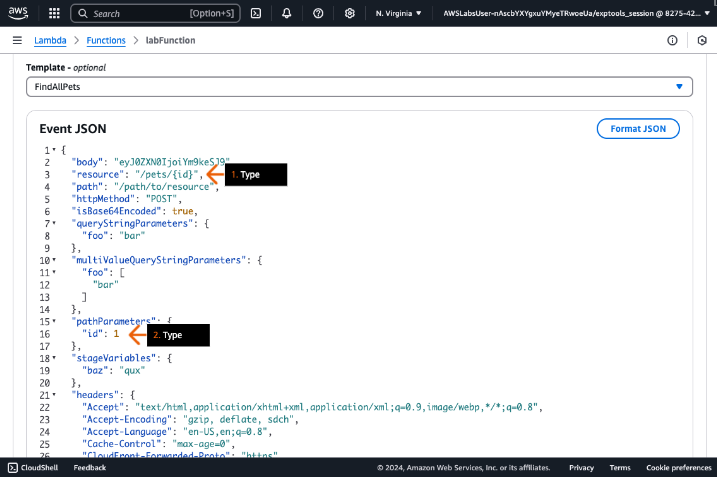 aws Search [Option+S] N. Virginia AWSLabsUser-nAscbYXYgxuYMyeTRwoeUa/exptools_session @ 8275-42...
Lambda > Functions > labFunction
Template - optional
FindAllPets
Event JSON Format JSON
1 {
2 "body": "eyJ0ZXN0IjoiYm9keSJ9"
3 "resource": "/pets/{id}", 1. Type
4 "path": "/path/to/resource",
5 "httpMethod": "POST",
6 "isBase64Encoded": true,
7 "queryStringParameters": {
8 "foo": "bar"
9 },
10 "multiValueQueryStringParameters": {
11 "foo": [
12 "bar"
13 ]
14 },
15 "pathParameters": {
16 "id": 1 2. Type
17 },
18 "stageVariables": {
19 "baz": "qux"
20 },
21 "headers": {
22 "Accept": "text/html,application/xhtml+xml,application/xml;q=0.9,image/webp,*/*;q=0.8",
23 "Accept-Encoding": "gzip, deflate, sdch",
24 "Accept-Language": "en-US,en;q=0.8",
25 "Cache-Control": "max-age=0",
26 "CloudFront-Forwarded-Proto": "https"
CloudShell Feedback © 2024, Amazon Web Services, Inc. or its affiliates. Privacy Terms Cookie preferences